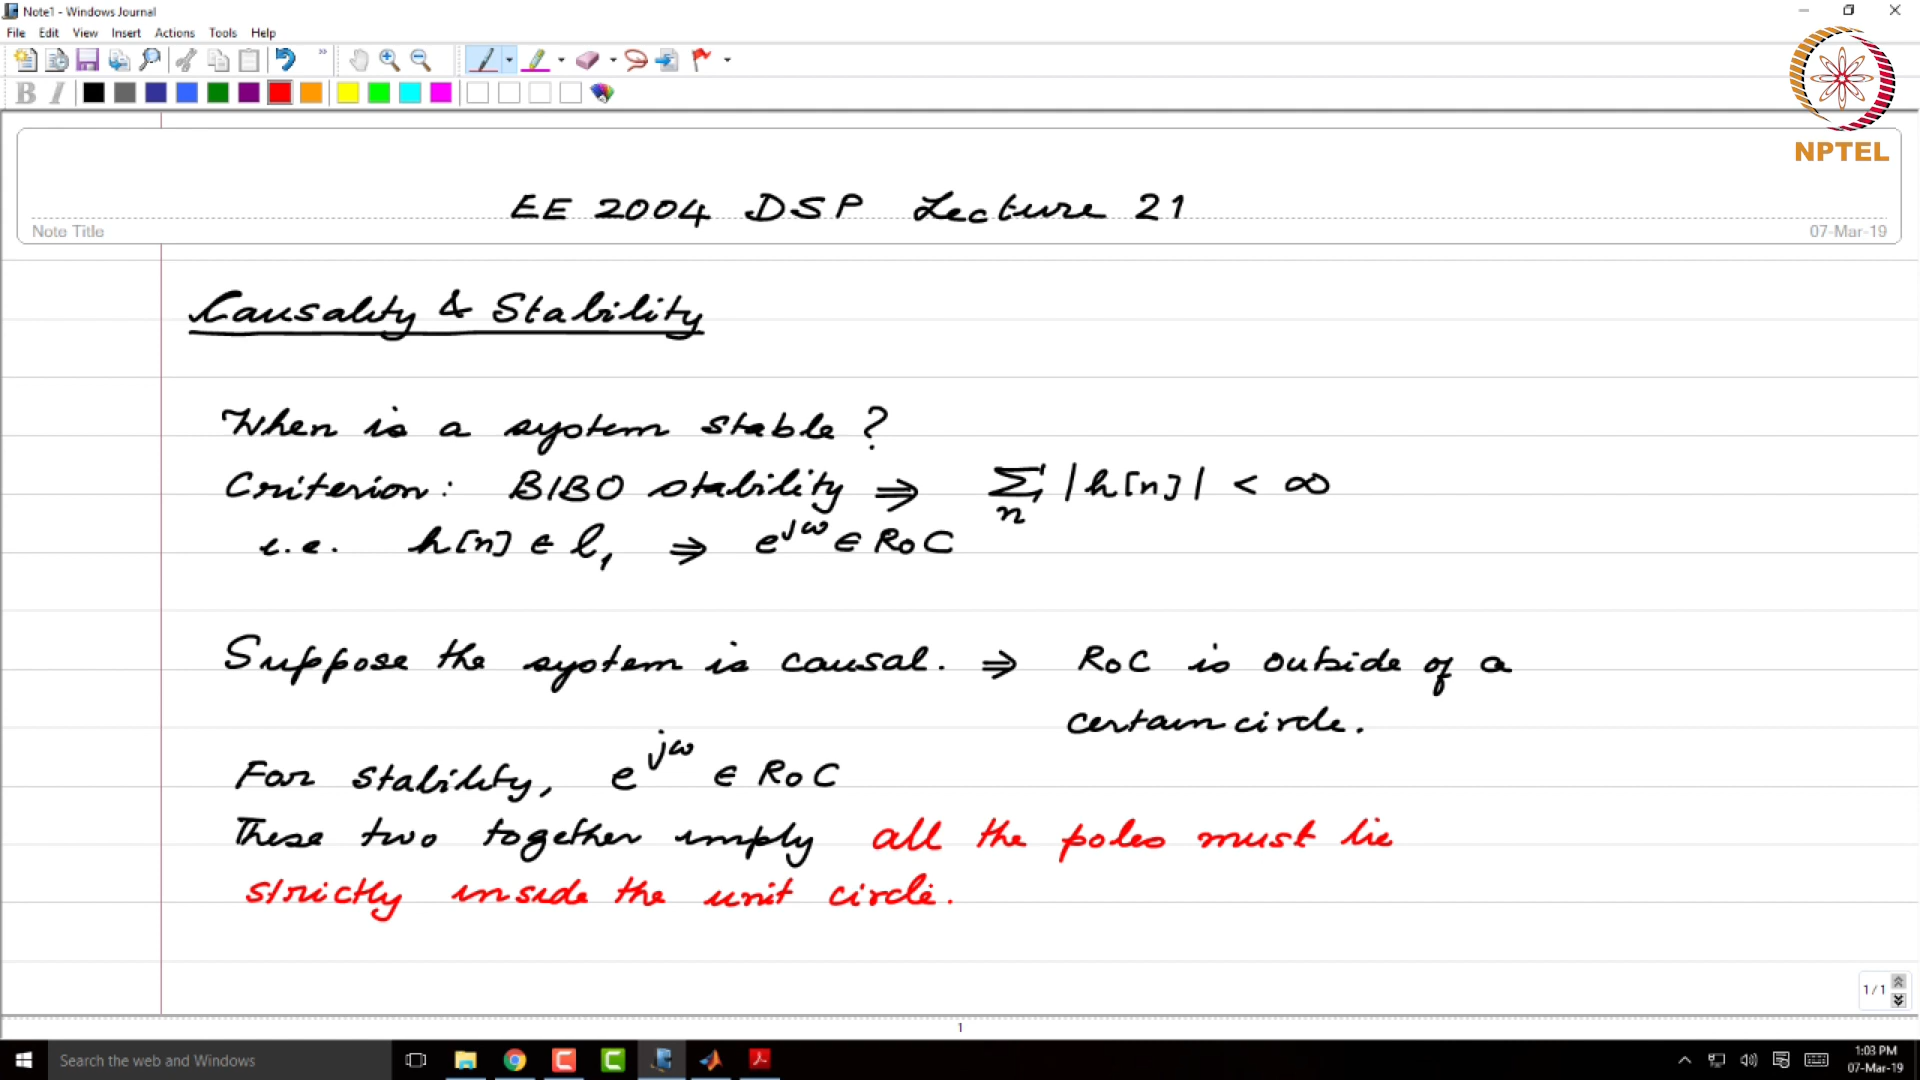 Note1 - Windows Journal
File Edit View Insert Actions Tools Help
B I
NPTEL
EE 2004 DSP Lecture 21
Note Title
07-Mar-19
Causality & Stability
When is a system stable ?
Criterion : BIBO stability ⇒ ∑_n |h[n]| < ∞
i.e. h[n] ∈ l₁ ⇒ e^{jω} ∈ RoC
Suppose the system is causal. ⇒ RoC is outside of a
certain circle.
For stability, e^{jω} ∈ RoC
These two together imply all the poles must lie
strictly inside the unit circle.
1 / 1
1
Search the web and Windows
1:03 PM
07-Mar-19